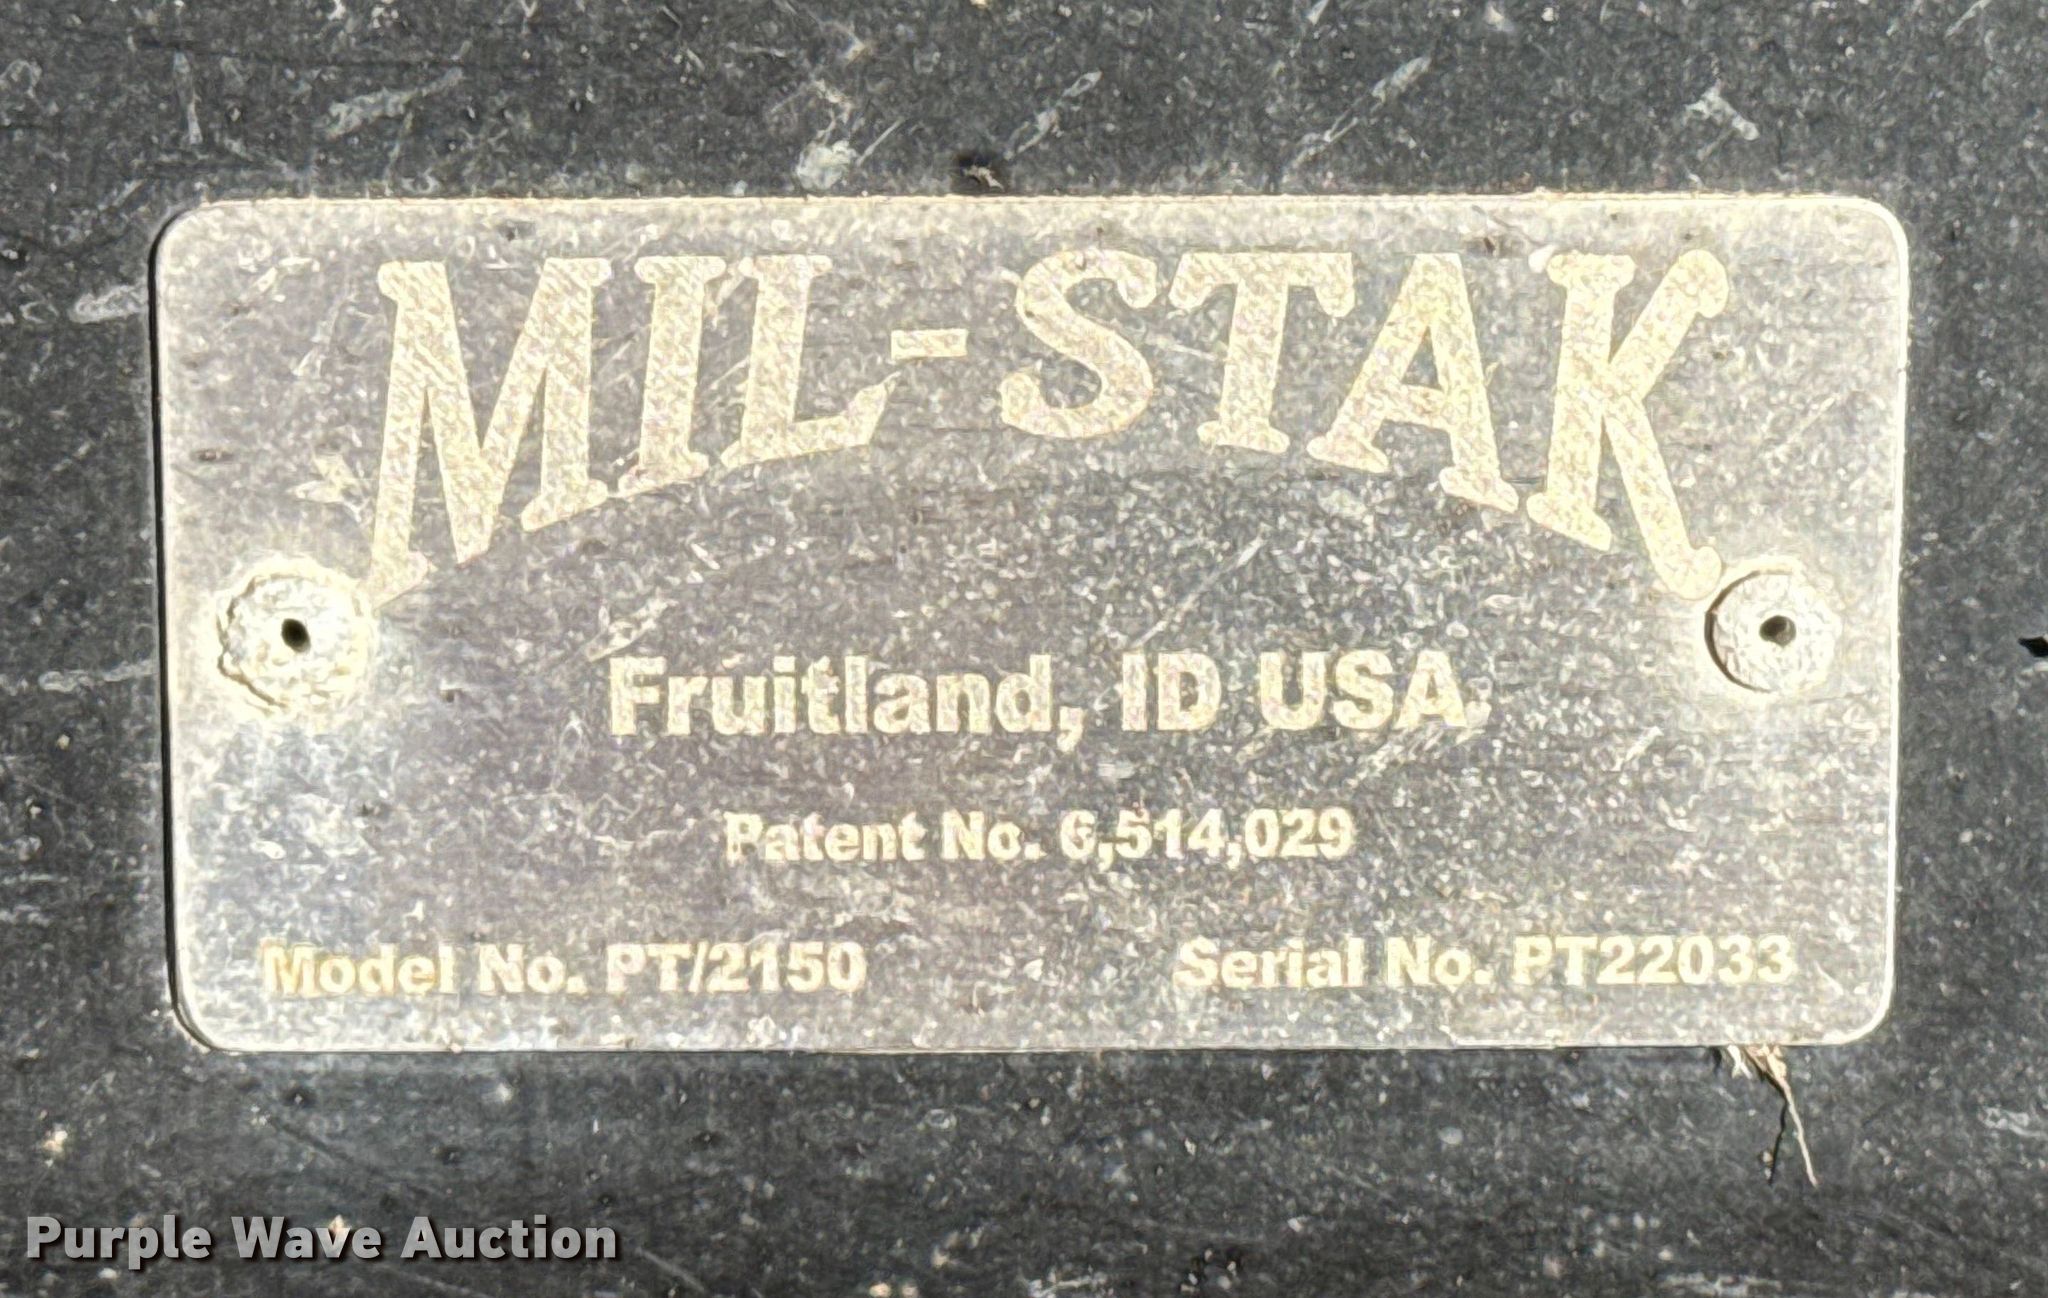 MIL-STAK
Fruitland, ID USA
Patent No. 6,514,029
Model No. PT/2150
Serial No. PT22033
Purple Wave Auction